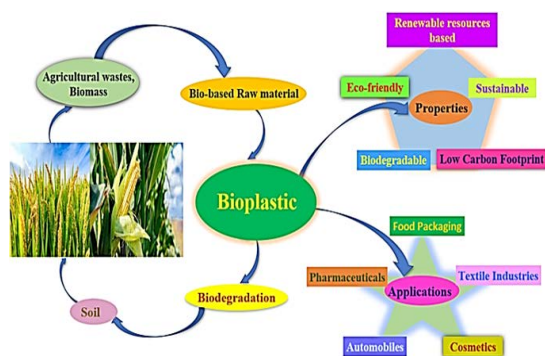 Renewable resources
based
Agricultural wastes,
Biomass
Bio-based Raw material
Eco-friendly
Sustainable
Properties
Biodegradable
Low Carbon Footprint
Bioplastic
Food Packaging
Pharmaceuticals
Textile Industries
Applications
Biodegradation
Soil
Automobiles
Cosmetics